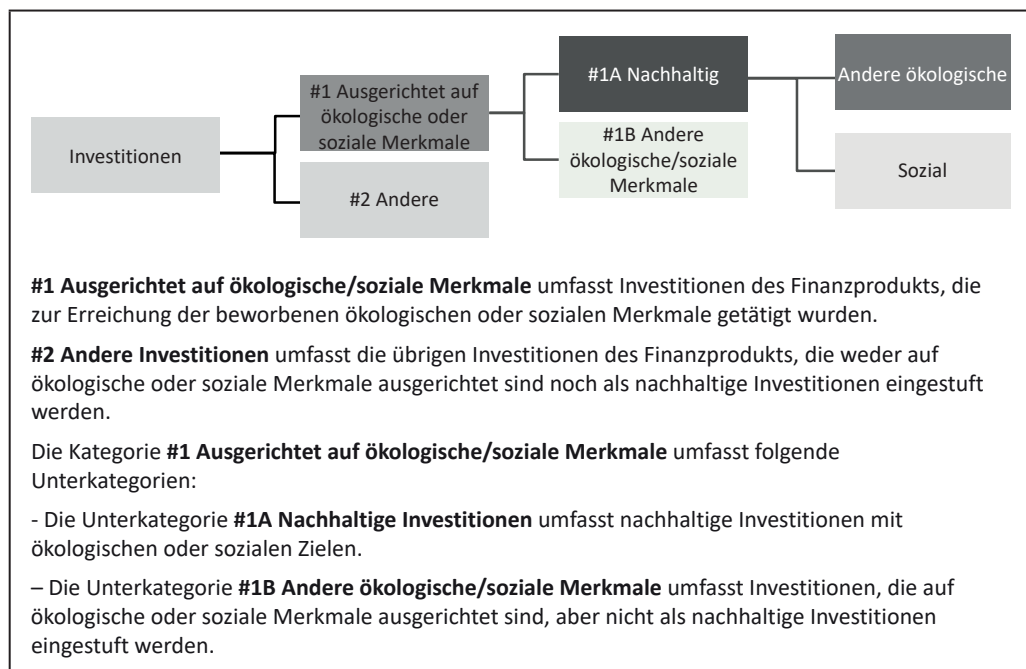 Investitionen
#1 Ausgerichtet auf
ökologische oder
soziale Merkmale
#2 Andere
#1A Nachhaltig
#1B Andere
ökologische/soziale
Merkmale
Andere ökologische
Sozial
#1 Ausgerichtet auf ökologische/soziale Merkmale umfasst Investitionen des Finanzprodukts, die
zur Erreichung der beworbenen ökologischen oder sozialen Merkmale getätigt wurden.
#2 Andere Investitionen umfasst die übrigen Investitionen des Finanzprodukts, die weder auf
ökologische oder soziale Merkmale ausgerichtet sind noch als nachhaltige Investitionen eingestuft
werden.
Die Kategorie #1 Ausgerichtet auf ökologische/soziale Merkmale umfasst folgende
Unterkategorien:
- Die Unterkategorie #1A Nachhaltige Investitionen umfasst nachhaltige Investitionen mit
ökologischen oder sozialen Zielen.
– Die Unterkategorie #1B Andere ökologische/soziale Merkmale umfasst Investitionen, die auf
ökologische oder soziale Merkmale ausgerichtet sind, aber nicht als nachhaltige Investitionen
eingestuft werden.